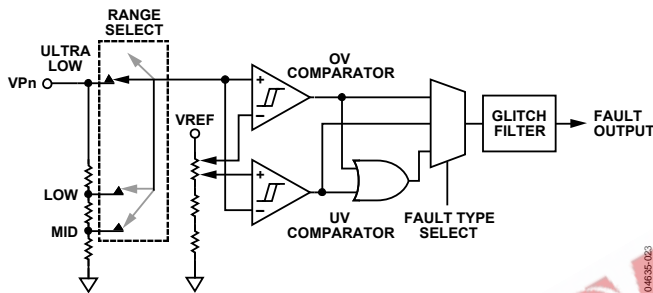 RANGE
SELECT
ULTRA
LOW
VPn
LOW
MID
VREF
OV
COMPARATOR
+
–
+
–
UV
COMPARATOR
FAULT TYPE
SELECT
GLITCH
FILTER
FAULT
OUTPUT
04635-023